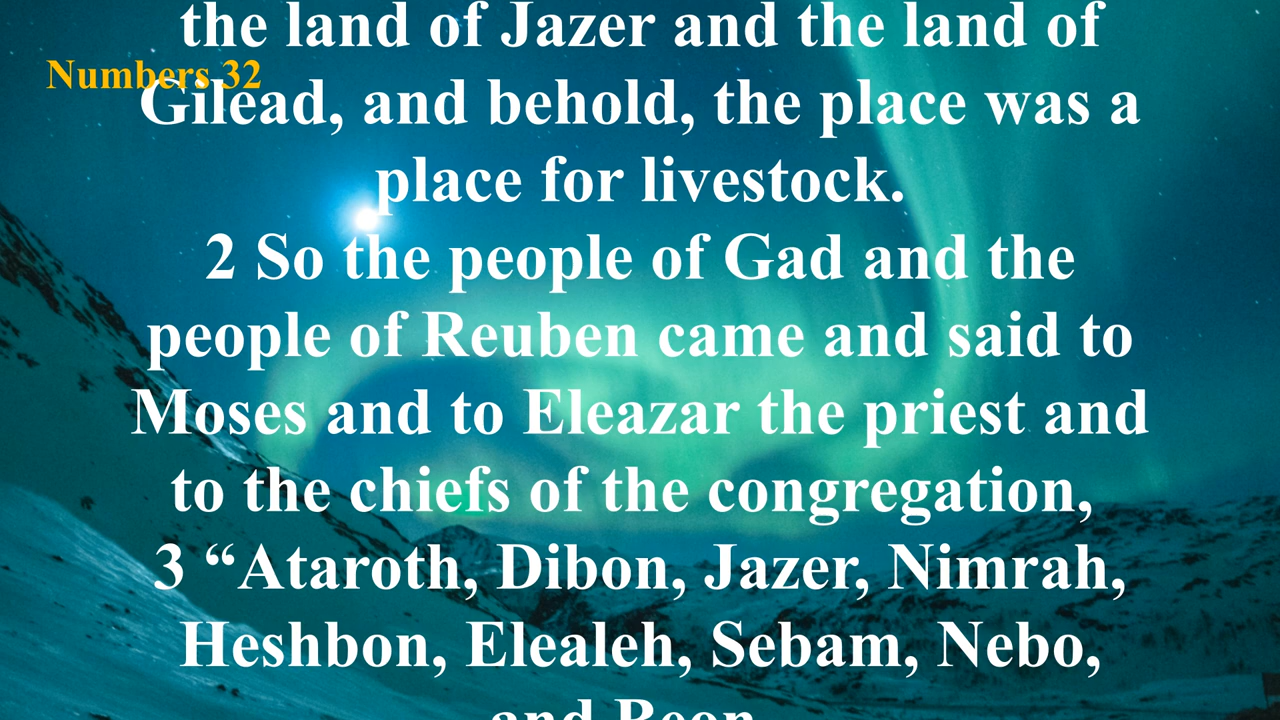 the land of Jazer and the land of
Numbers 32
Gilead, and behold, the place was a
place for livestock.
2 So the people of Gad and the
people of Reuben came and said to
Moses and to Eleazar the priest and
to the chiefs of the congregation,
3 “Ataroth, Dibon, Jazer, Nimrah,
Heshbon, Elealeh, Sebam, Nebo,
and Beon